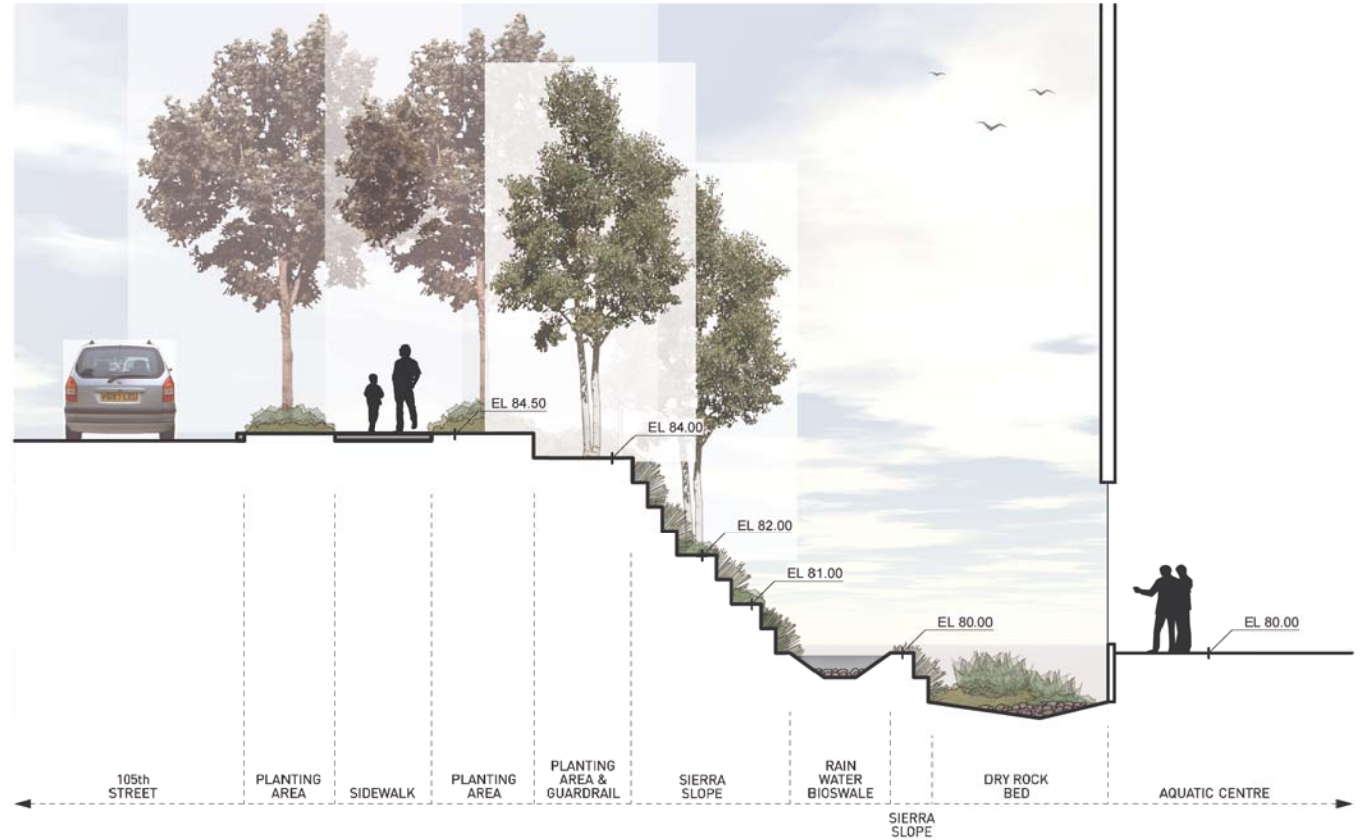 EL 84.50
EL 84.00
EL 82.00
EL 81.00
EL 80.00
EL 80.00
105th
STREET
PLANTING
AREA
SIDEWALK
PLANTING
AREA
PLANTING
AREA &
GUARDRAIL
SIERRA
SLOPE
RAIN
WATER
BIOSWALE
SIERRA
SLOPE
DRY ROCK
BED
AQUATIC CENTRE